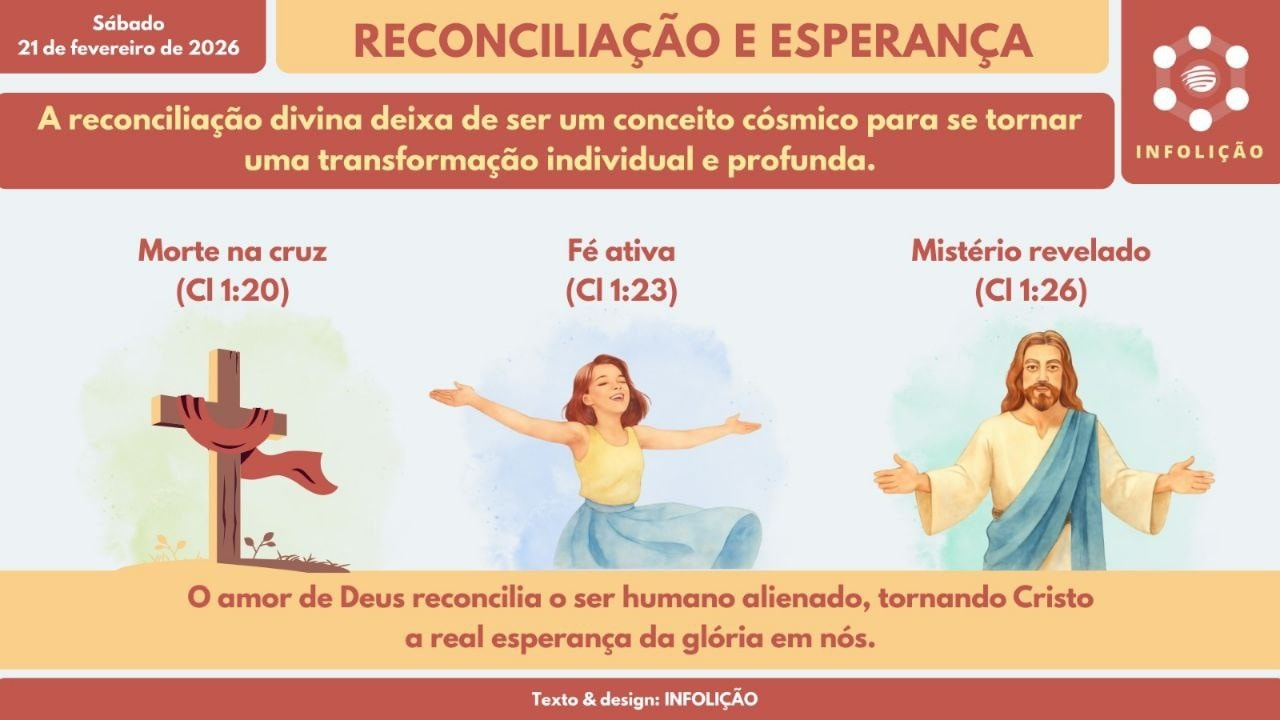 Sábado
21 de fevereiro de 2026
RECONCILIAÇÃO E ESPERANÇA
INFOLIÇÃO
A reconciliação divina deixa de ser um conceito cósmico para se tornar
uma transformação individual e profunda.
Morte na cruz
(Cl 1:20)
Fé ativa
(Cl 1:23)
Mistério revelado
(Cl 1:26)
O amor de Deus reconcilia o ser humano alienado, tornando Cristo
a real esperança da glória em nós.
Texto & design: INFOLIÇÃO